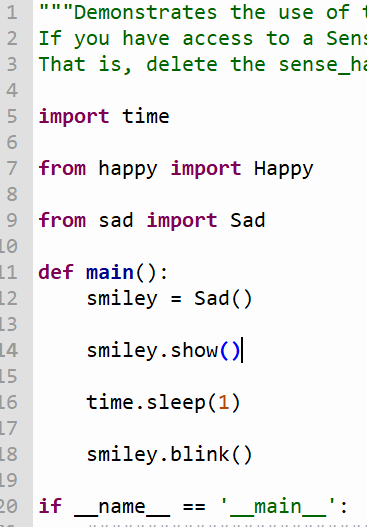 1 """Demonstrates the use of
2 If you have access to a
3 That is, delete the
4
5 import time
6
7 from happy import Happy
8
9 from sad import Sad
10
11 def main():
12     smiley = Sad()
13
14     smiley.show()
15
16     time.sleep(1)
17
18     smiley.blink()
19
20 if __name__ == '__main__':